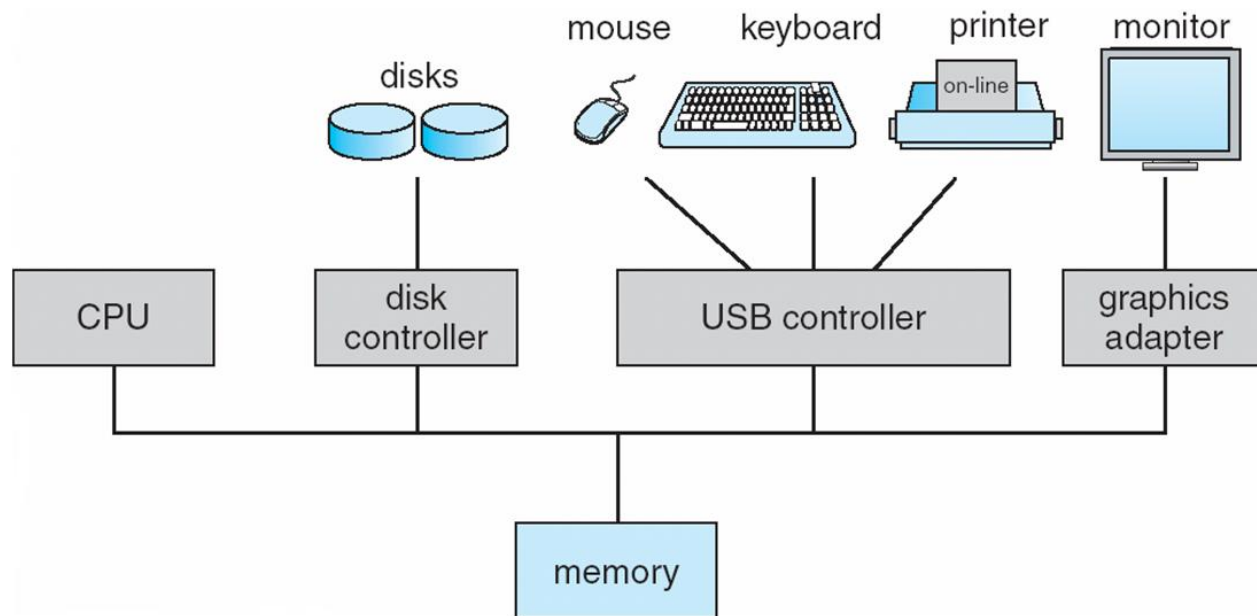 mouse
keyboard
printer
monitor
disks
on-line
CPU
disk
controller
USB controller
graphics
adapter
memory